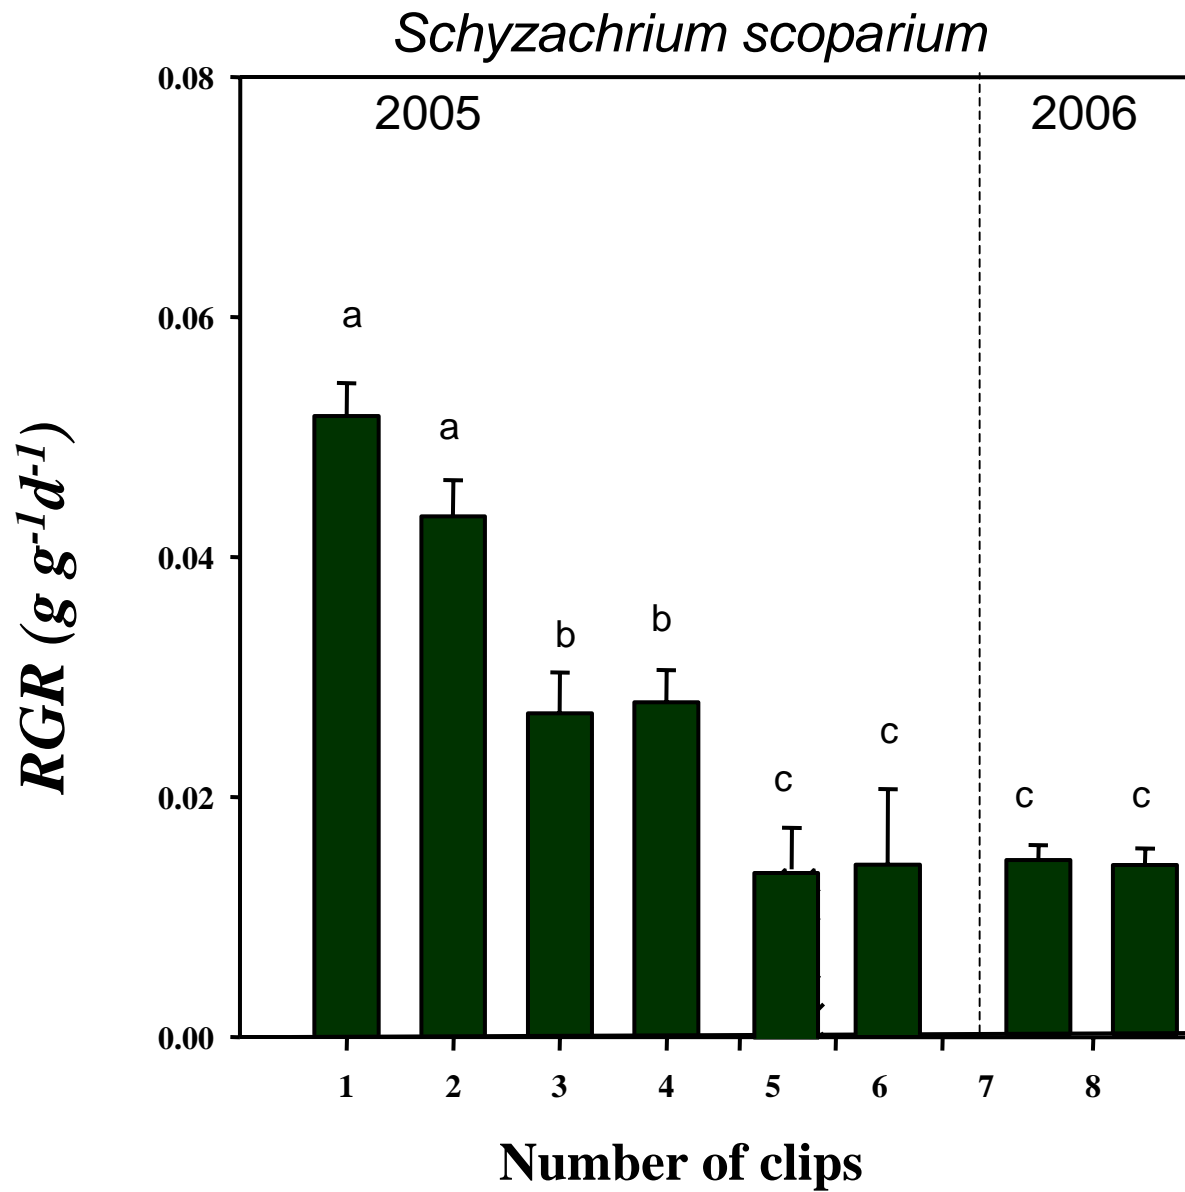 Schyzachrium scoparium
2005 2006
0.08
0.06
0.04
0.02
0.00
a
a
b
b
c
c
c
c
RGR (g g-1d-1)
1 2 3 4 5 6 7 8
Number of clips